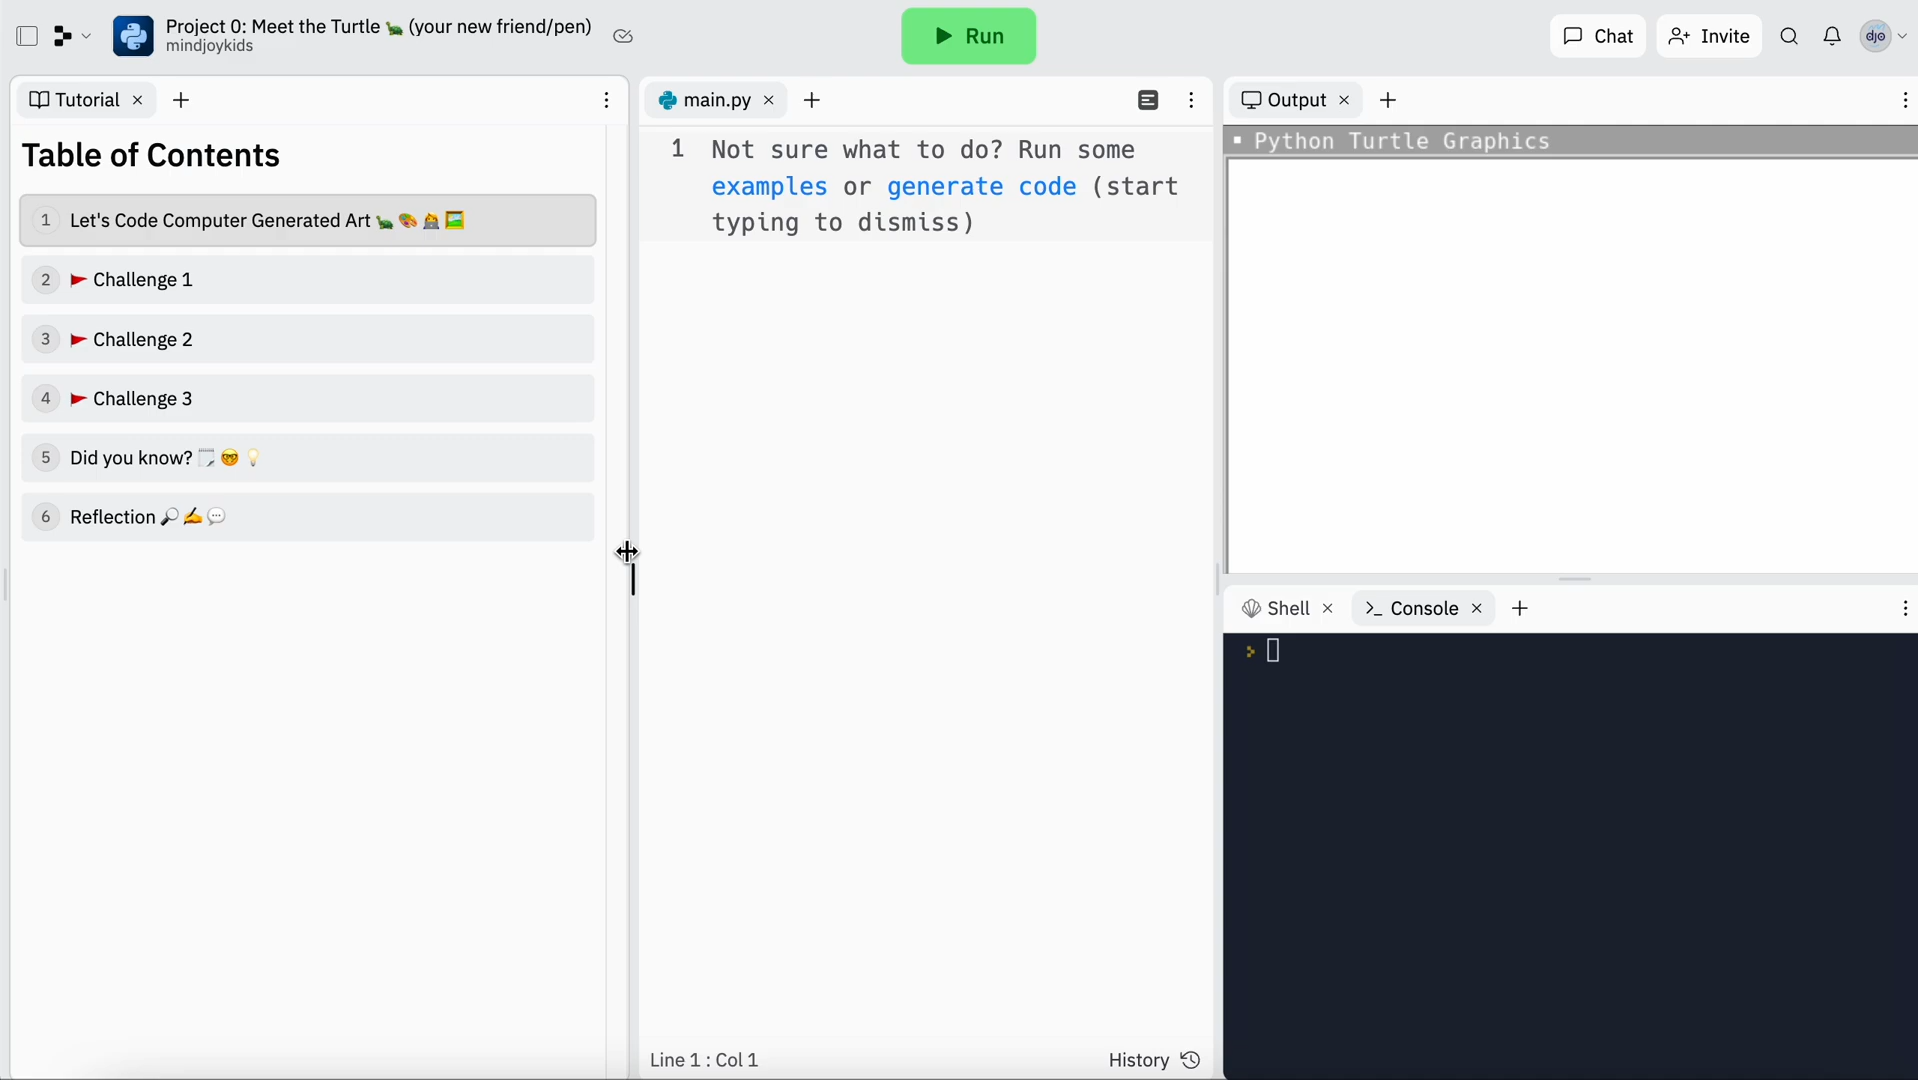 Project 0: Meet the Turtle 🐢 (your new friend/pen)
mindjoykids
Run
Chat
Invite
djo
Tutorial
Table of Contents
1 Let's Code Computer Generated Art 🐢🎨👩‍🎨🖼️
2 🚩 Challenge 1
3 🚩 Challenge 2
4 🚩 Challenge 3
5 Did you know? 🗒️🤓💡
6 Reflection 🔎✍️💬
main.py
1 Not sure what to do? Run some
examples or generate code (start
typing to dismiss)
Line 1 : Col 1
History
Output
Python Turtle Graphics
Shell
Console